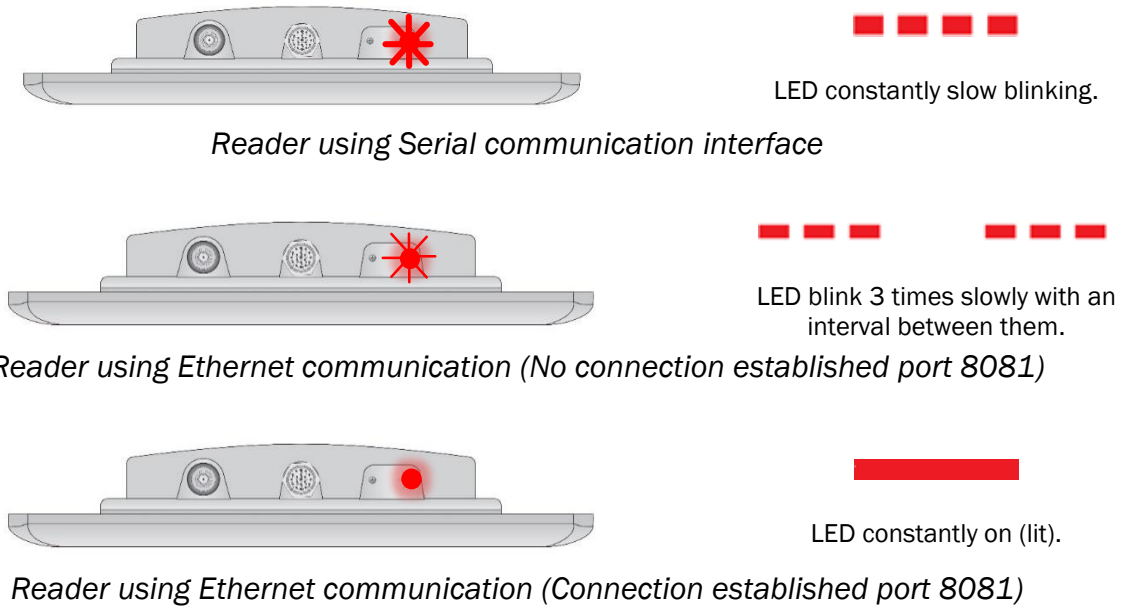 LED constantly slow blinking.
Reader using Serial communication interface
LED blink 3 times slowly with an
interval between them.
Reader using Ethernet communication (No connection established port 8081)
LED constantly on (lit).
Reader using Ethernet communication (Connection established port 8081)